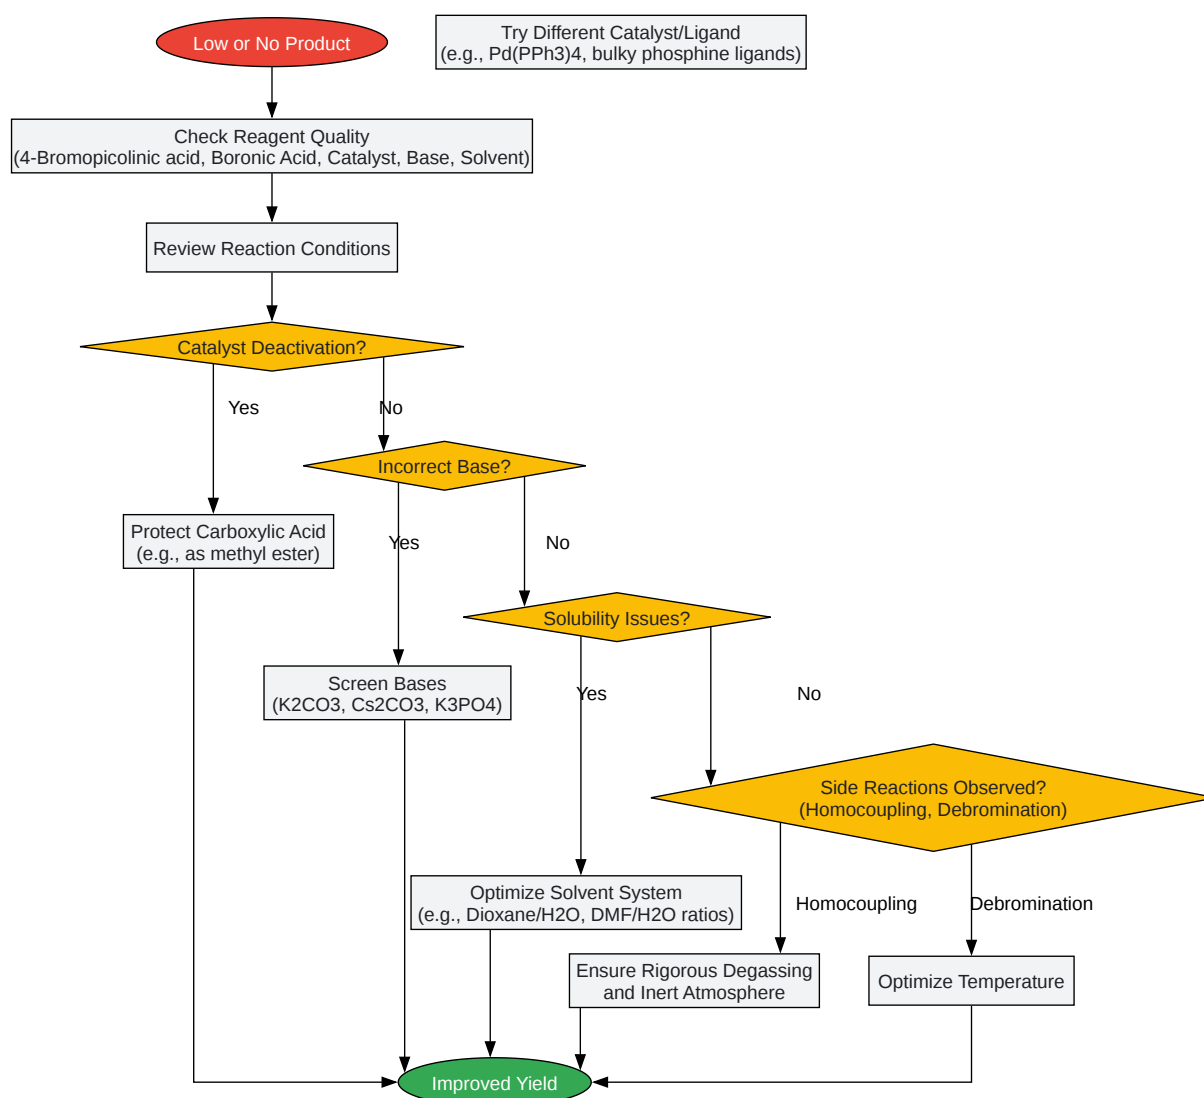 Low or No Product
Try Different Catalyst/Ligand
(e.g., Pd(PPh3)4, bulky phosphine ligands)
Check Reagent Quality
(4-Bromopicolinic acid, Boronic Acid, Catalyst, Base, Solvent)
Review Reaction Conditions
Catalyst Deactivation?
Yes
No
Incorrect Base?
Protect Carboxylic Acid
(e.g., as methyl ester)
Yes
No
Solubility Issues?
Screen Bases
(K2CO3, Cs2CO3, K3PO4)
Yes
No
Side Reactions Observed?
(Homocoupling, Debromination)
Optimize Solvent System
(e.g., Dioxane/H2O, DMF/H2O ratios)
Homocoupling
Debromination
Ensure Rigorous Degassing
and Inert Atmosphere
Optimize Temperature
Improved Yield